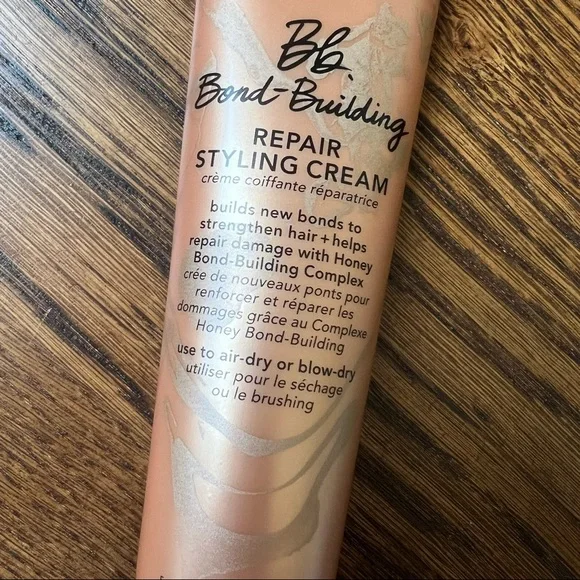 Bb.
Bond-Building
REPAIR
STYLING CREAM
crème coiffante réparatrice
builds new bonds to
strengthen hair + helps
repair damage with Honey
Bond-Building Complex
crée de nouveaux ponts pour
renforcer et réparer les
dommages grâce au Complexe
Honey Bond-Building
use to air-dry or blow-dry
utiliser pour le séchage
ou le brushing